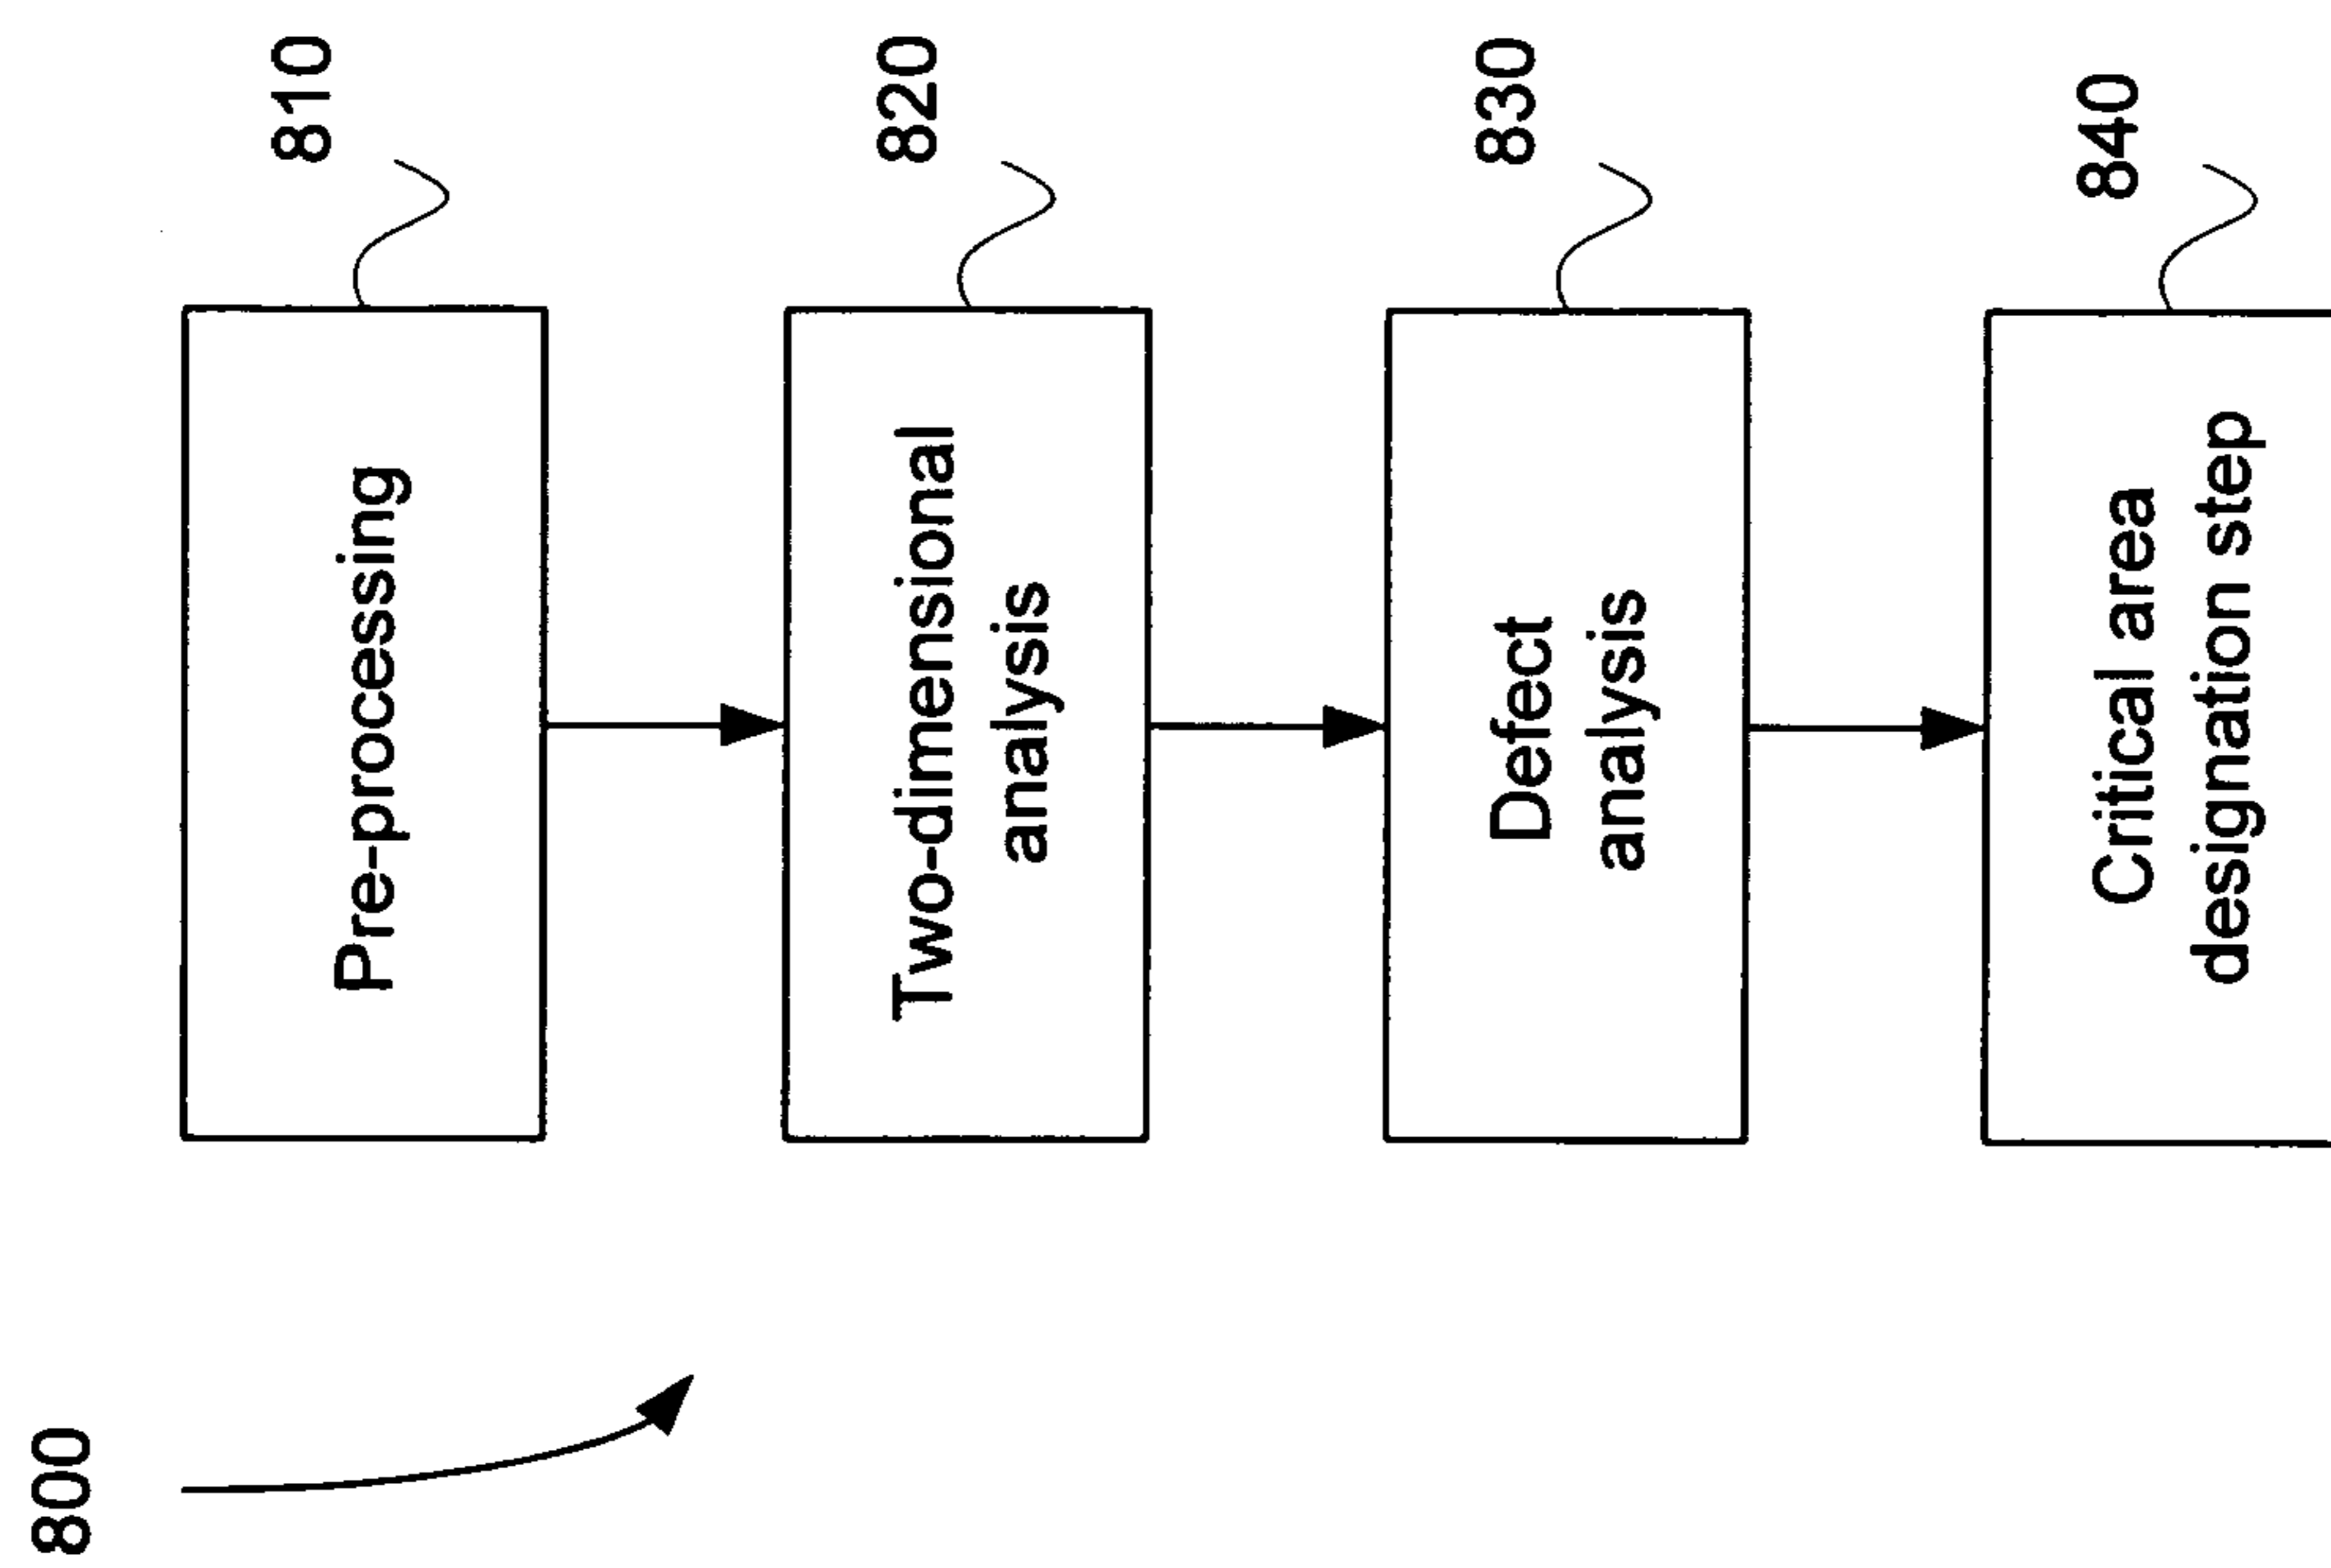 800
Pre-processing
810
Two-dimensional
analysis
820
Defect
analysis
830
Critical area
designation step
840